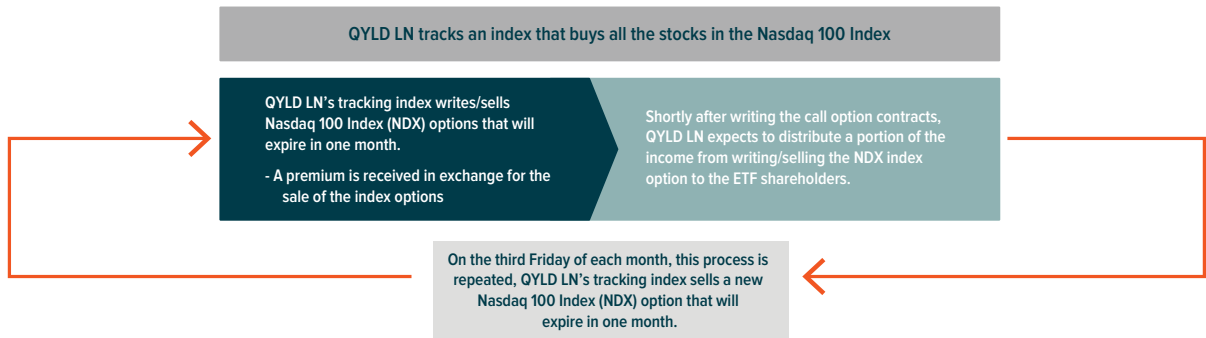 QYLD LN tracks an index that buys all the stocks in the Nasdaq 100 Index
QYLD LN’s tracking index writes/sells
Nasdaq 100 Index (NDX) options that will
expire in one month.
- A premium is received in exchange for the
sale of the index options
Shortly after writing the call option contracts,
QYLD LN expects to distribute a portion of the
income from writing/selling the NDX index
option to the ETF shareholders.
On the third Friday of each month, this process is
repeated, QYLD LN’s tracking index sells a new
Nasdaq 100 Index (NDX) option that will
expire in one month.